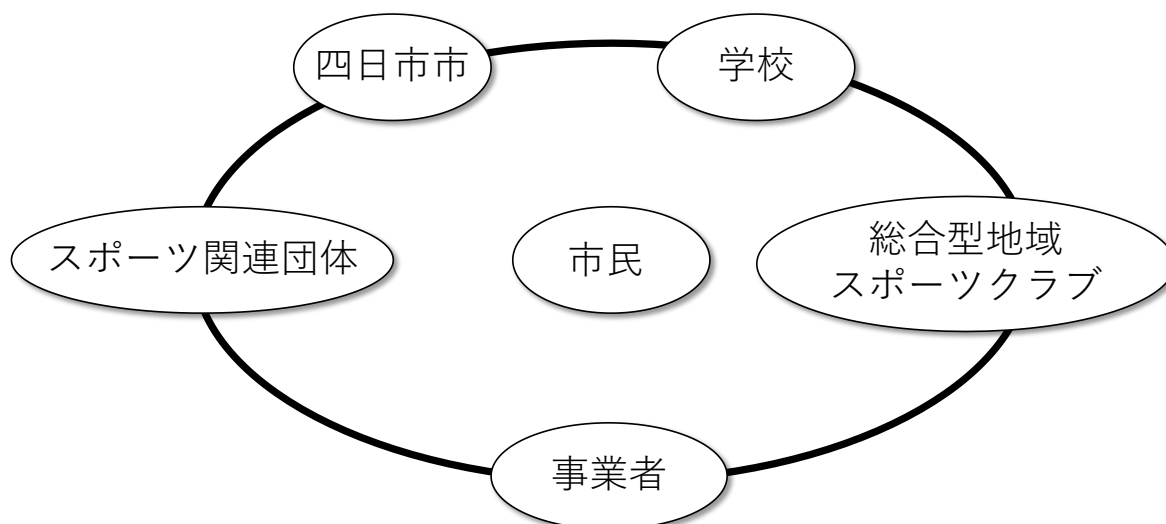 四日市市
学校
スポーツ関連団体
市民
総合型地域
スポーツクラブ
事業者